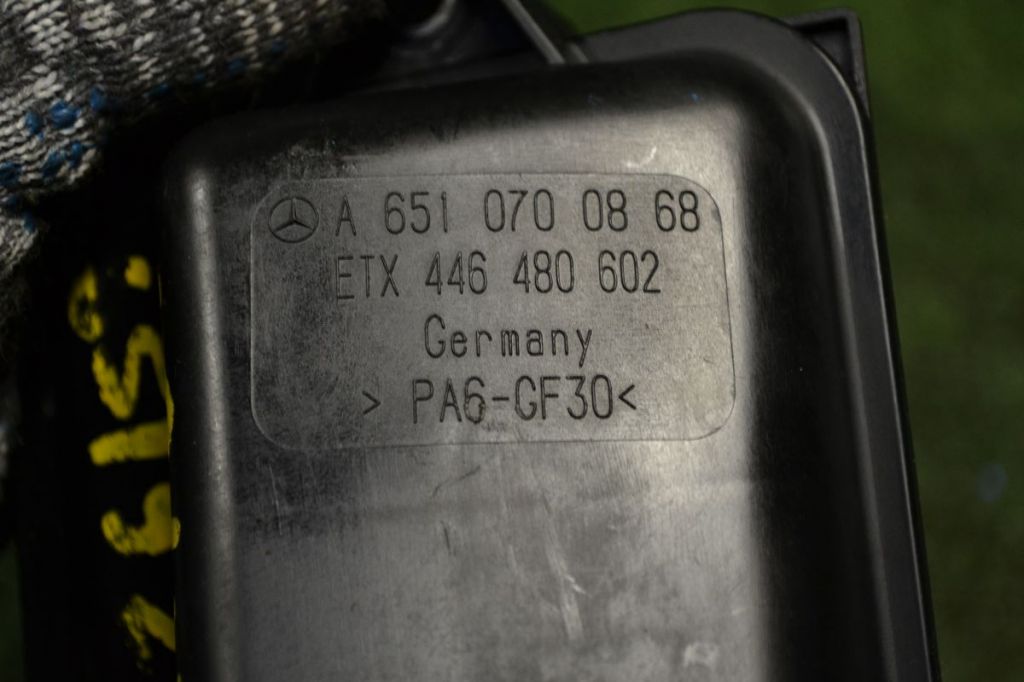 A 651 070 08 68
ETX 446 480 602
Germany
> PA6-GF30<